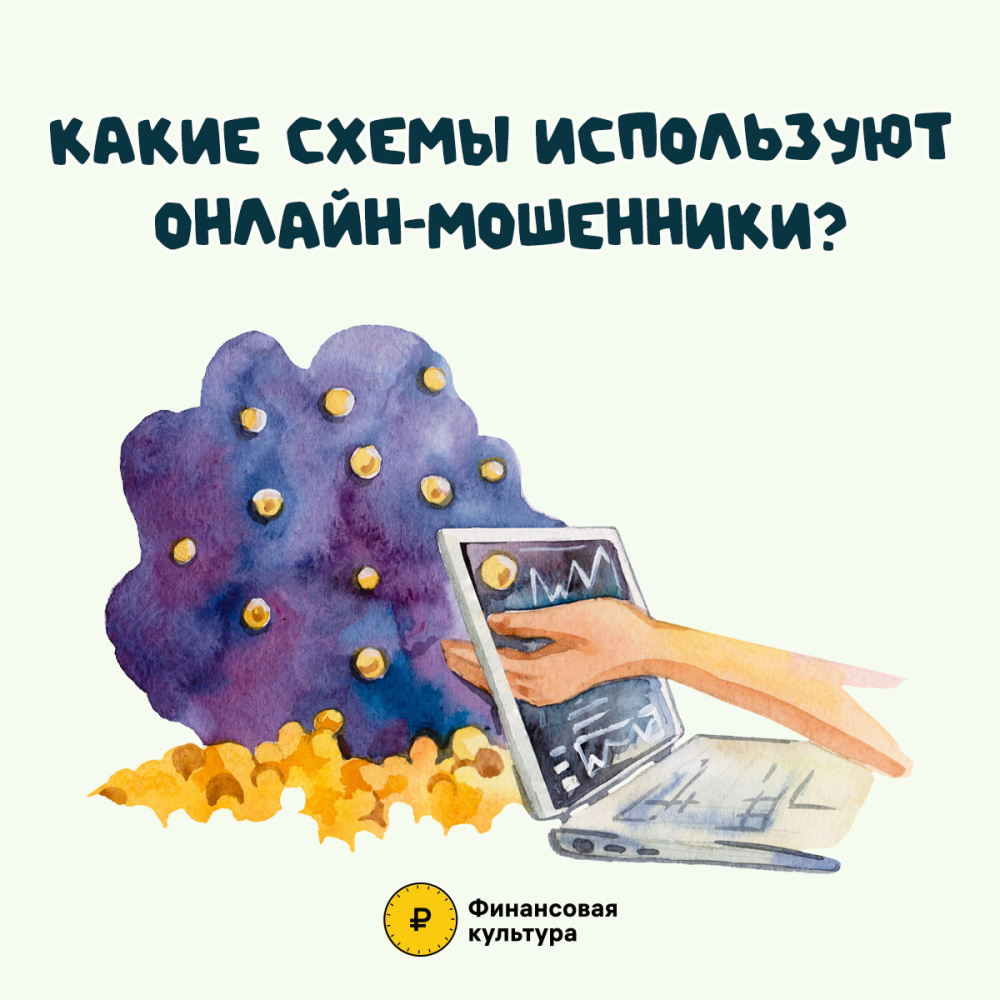 КАКИЕ СХЕМЫ ИСПОЛЬЗУЮТ
ОНЛАЙН-МОШЕННИКИ?
₽ Финансовая
культура